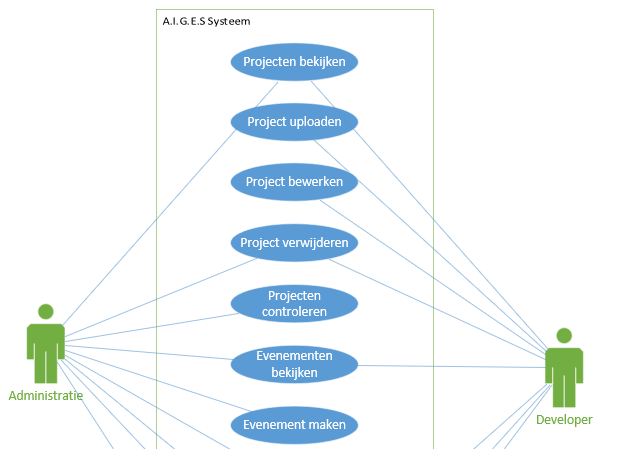 A.I.G.E.S Systeem
Projecten bekijken
Project uploaden
Project bewerken
Project verwijderen
Projecten
controleren
Evenementen
bekijken
Administratie
Developer
Evenement maken